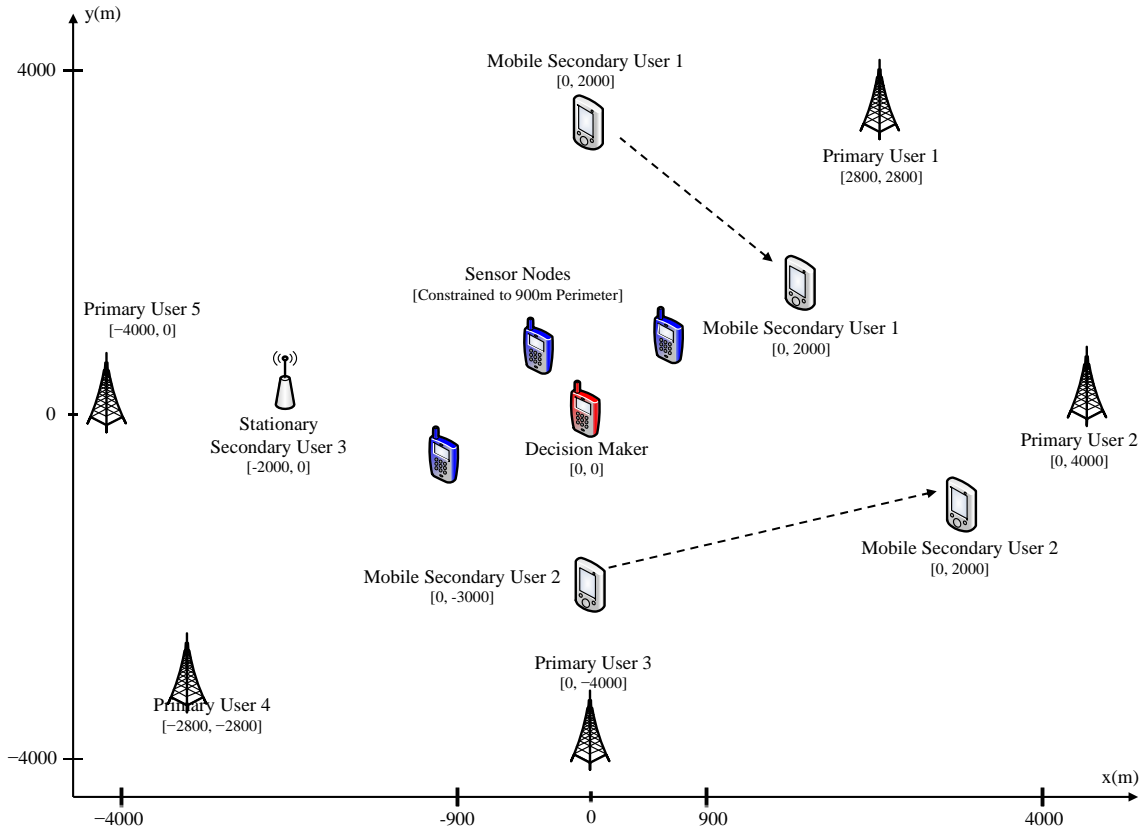 y(m)
4000
Mobile Secondary User 1
[0, 2000]
Primary User 1
[2800, 2800]
Sensor Nodes
[Constrained to 900m Perimeter]
Primary User 5
[−4000, 0]
Mobile Secondary User 1
[0, 2000]
0
Stationary
Secondary User 3
[-2000, 0]
Decision Maker
[0, 0]
Primary User 2
[0, 4000]
Mobile Secondary User 2
[0, 2000]
Mobile Secondary User 2
[0, -3000]
Primary User 3
[0, −4000]
Primary User 4
[−2800, −2800]
−4000
x(m)
−4000
-900
0
900
4000